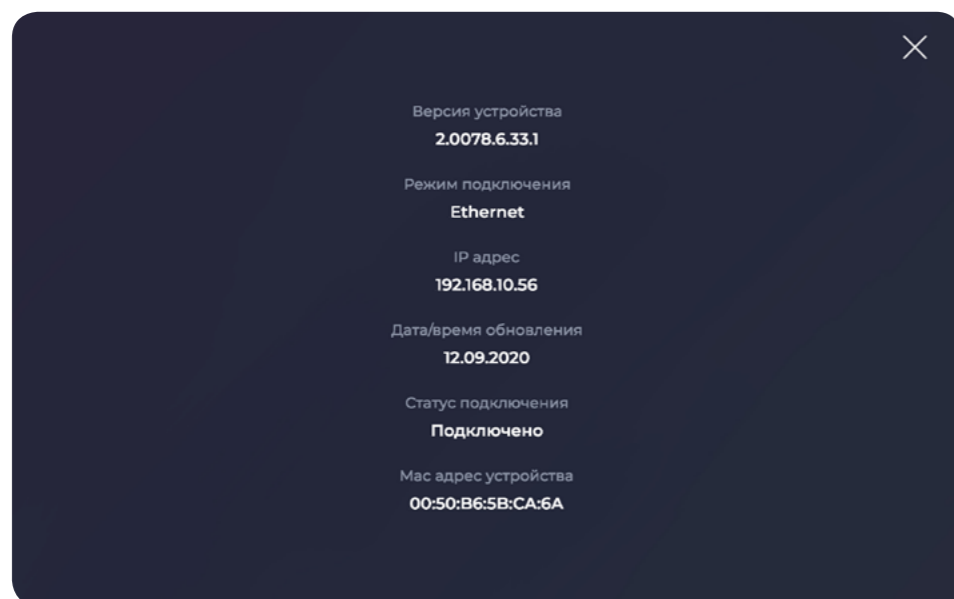 Версия устройства
2.0078.6.33.1
Режим подключения
Ethernet
IP адрес
192.168.10.56
Дата/время обновления
12.09.2020
Статус подключения
Подключено
Мас адрес устройства
00:50:B6:5B:CA:6A